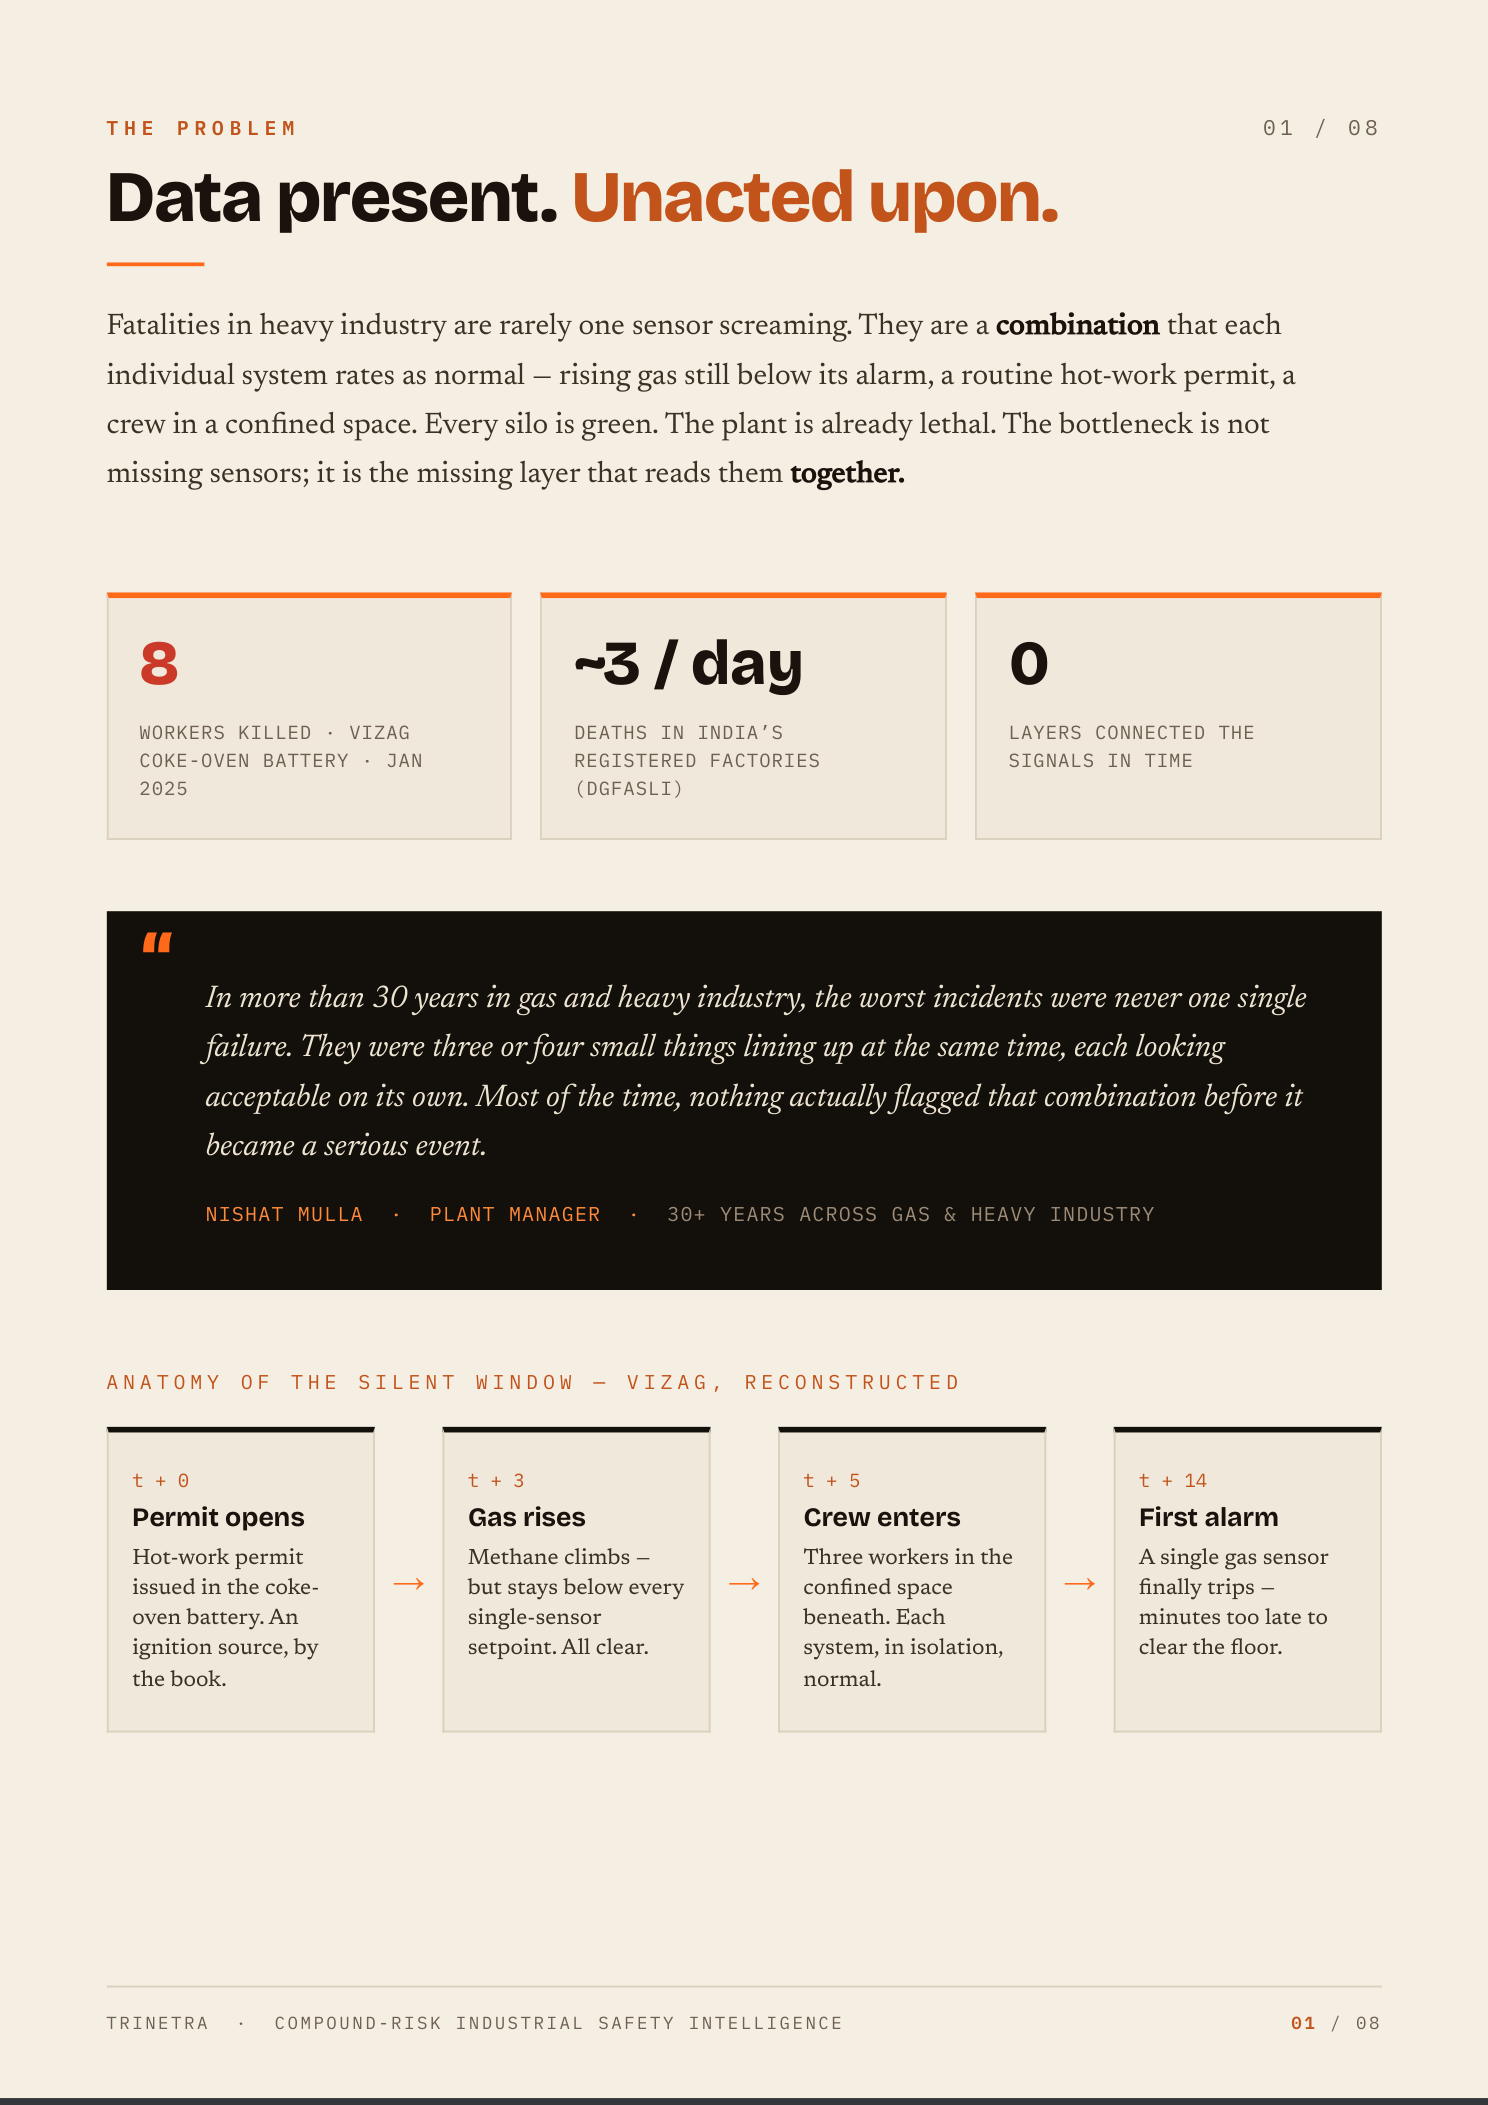 THE PROBLEM
01 / 08
Data present. Unacted upon.
Fatalities in heavy industry are rarely one sensor screaming. They are a combination that each
individual system rates as normal — rising gas still below its alarm, a routine hot-work permit, a
crew in a confined space. Every silo is green. The plant is already lethal. The bottleneck is not
missing sensors; it is the missing layer that reads them together.
8
WORKERS KILLED · VIZAG
COKE-OVEN BATTERY · JAN
2025
~3 / day
DEATHS IN INDIA’S
REGISTERED FACTORIES
(DGFASLI)
0
LAYERS CONNECTED THE
SIGNALS IN TIME
“
In more than 30 years in gas and heavy industry, the worst incidents were never one single
failure. They were three or four small things lining up at the same time, each looking
acceptable on its own. Most of the time, nothing actually flagged that combination before it
became a serious event.
NISHAT MULLA · PLANT MANAGER · 30+ YEARS ACROSS GAS & HEAVY INDUSTRY
ANATOMY OF THE SILENT WINDOW — VIZAG, RECONSTRUCTED
t + 0
Permit opens
Hot-work permit
issued in the coke-
oven battery. An
ignition source, by
the book.
→
t + 3
Gas rises
Methane climbs —
but stays below every
single-sensor
setpoint. All clear.
→
t + 5
Crew enters
Three workers in the
confined space
beneath. Each
system, in isolation,
normal.
→
t + 14
First alarm
A single gas sensor
finally trips —
minutes too late to
clear the floor.
TRINETRA · COMPOUND-RISK INDUSTRIAL SAFETY INTELLIGENCE
01 / 08